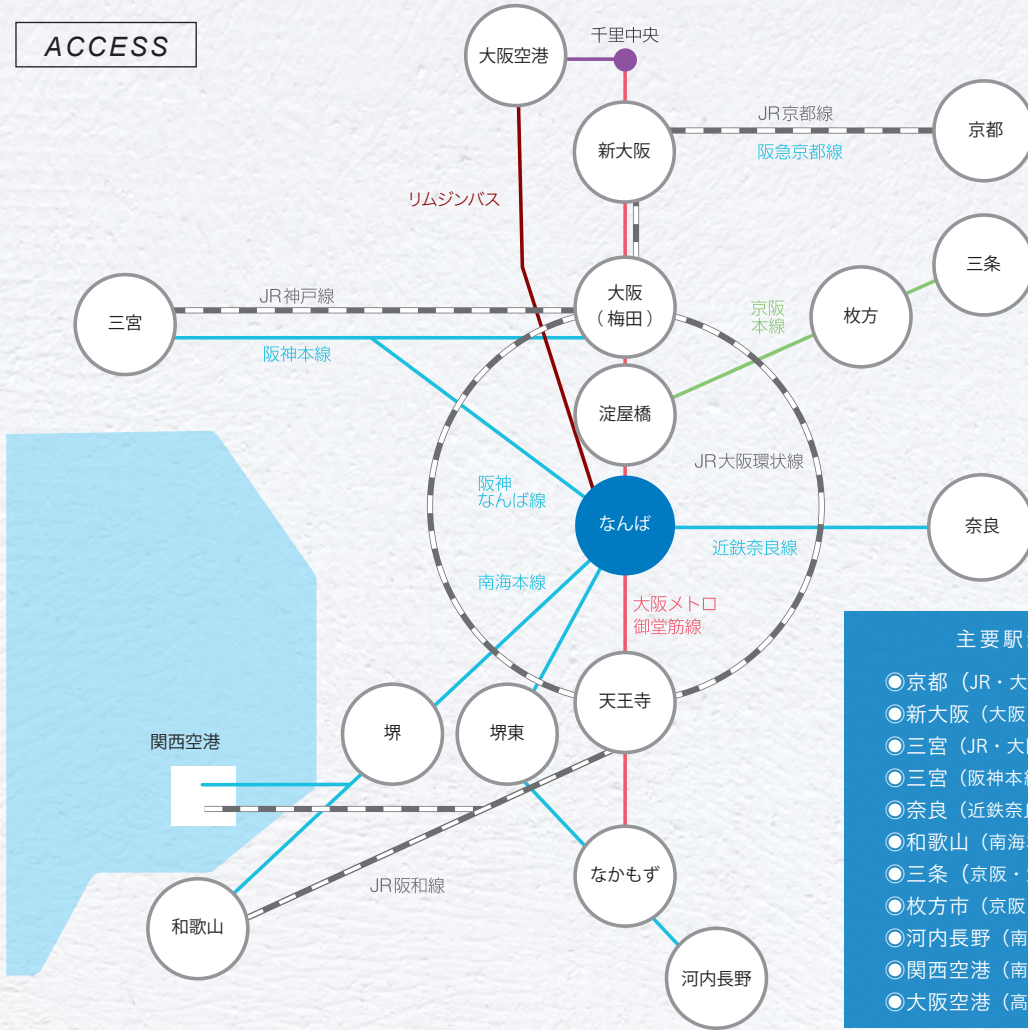 ACCESS
大阪空港
千里中央
新大阪
JR京都線
阪急京都線
京都
リムジンバス
三条
三宮
JR神戸線
阪神本線
大阪
（梅田）
京阪
本線
枚方
淀屋橋
JR大阪環状線
阪神
なんば線
なんば
近鉄奈良線
奈良
南海本線
大阪メトロ
御堂筋線
天王寺
堺
堺東
関西空港
JR阪和線
和歌山
なかもず
河内長野
主要駅
◉京都（JR・大
◉新大阪（大阪
◉三宮（JR・大阪
◉三宮（阪神本線
◉奈良（近鉄奈良
◉和歌山（南海
◉三条（京阪・
◉枚方市（京阪
◉河内長野（南
◉関西空港（南
◉大阪空港（高